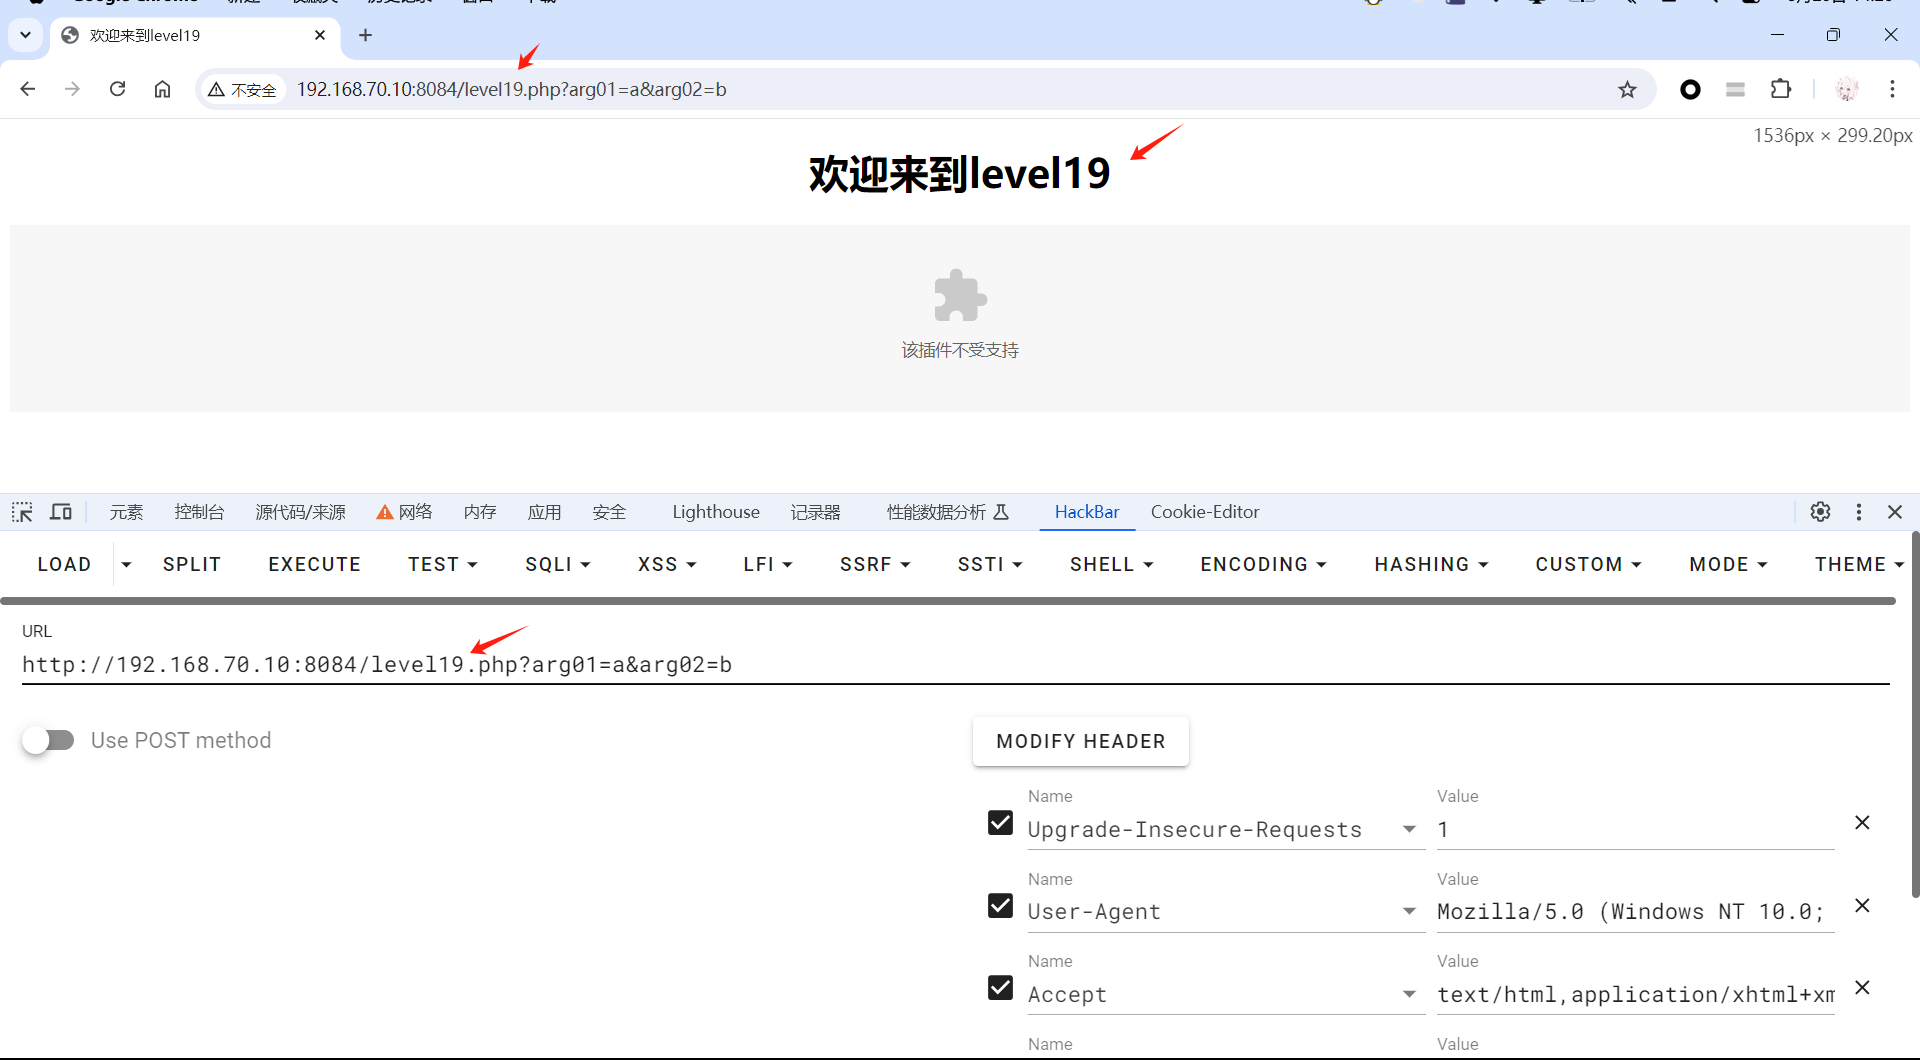 欢迎来到level19
不安全
192.168.70.10:8084/level19.php?arg01=a&arg02=b
1536px × 299.20px
欢迎来到level19
该插件不受支持
元素 控制台 源代码/来源 网络 内存 应用 安全 Lighthouse 记录器 性能数据分析 HackBar Cookie-Editor
LOAD SPLIT EXECUTE TEST SQLI XSS LFI SSRF SSTI SHELL ENCODING HASHING CUSTOM MODE THEME
URL
http://192.168.70.10:8084/level19.php?arg01=a&arg02=b
Use POST method
MODIFY HEADER
Name Value
Upgrade-Insecure-Requests 1
Name Value
User-Agent Mozilla/5.0 (Windows NT 10.0;
Name Value
Accept text/html,application/xhtml+xm
Name Value